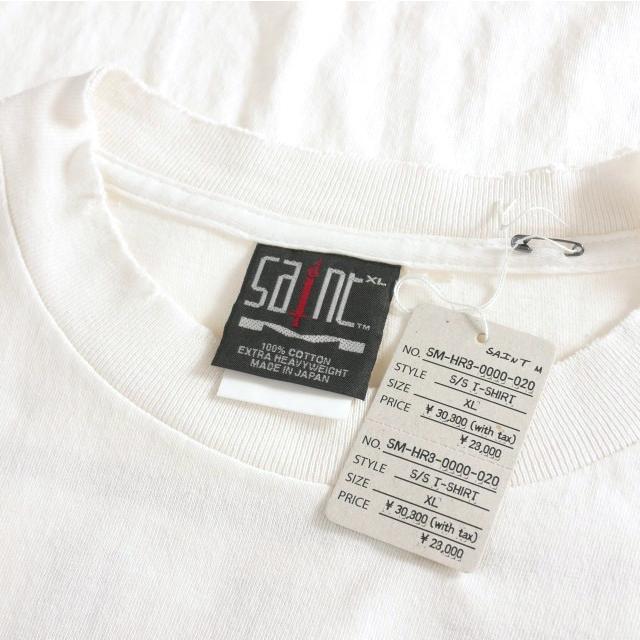 saint XL
TM
100% COTTON
EXTRA HEAVYWEIGHT
MADE IN JAPAN
SAINT M
NO. SM-HR3-0000-020
STYLE S/S T-SHIRT
SIZE XL
PRICE ¥ 30,300 (with tax)
¥ 23,000
NO. SM-HR3-0000-020
STYLE S/S T-SHIRT
SIZE XL
PRICE ¥ 30,300 (with tax)
¥ 23,000